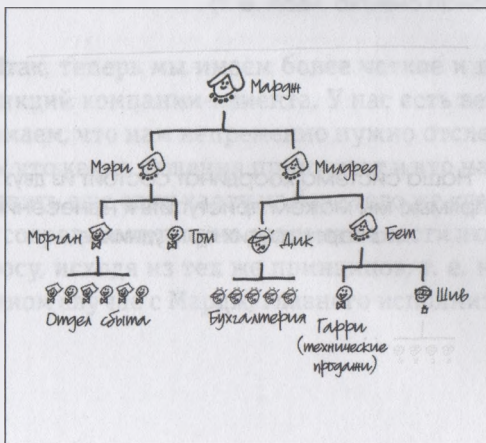 Мардж
Мэри
Милдред
Морган
Том
Дик
Бет
Отдел сбыта
Бухгалтерия
Гарри
(технические
продажи)
Шив